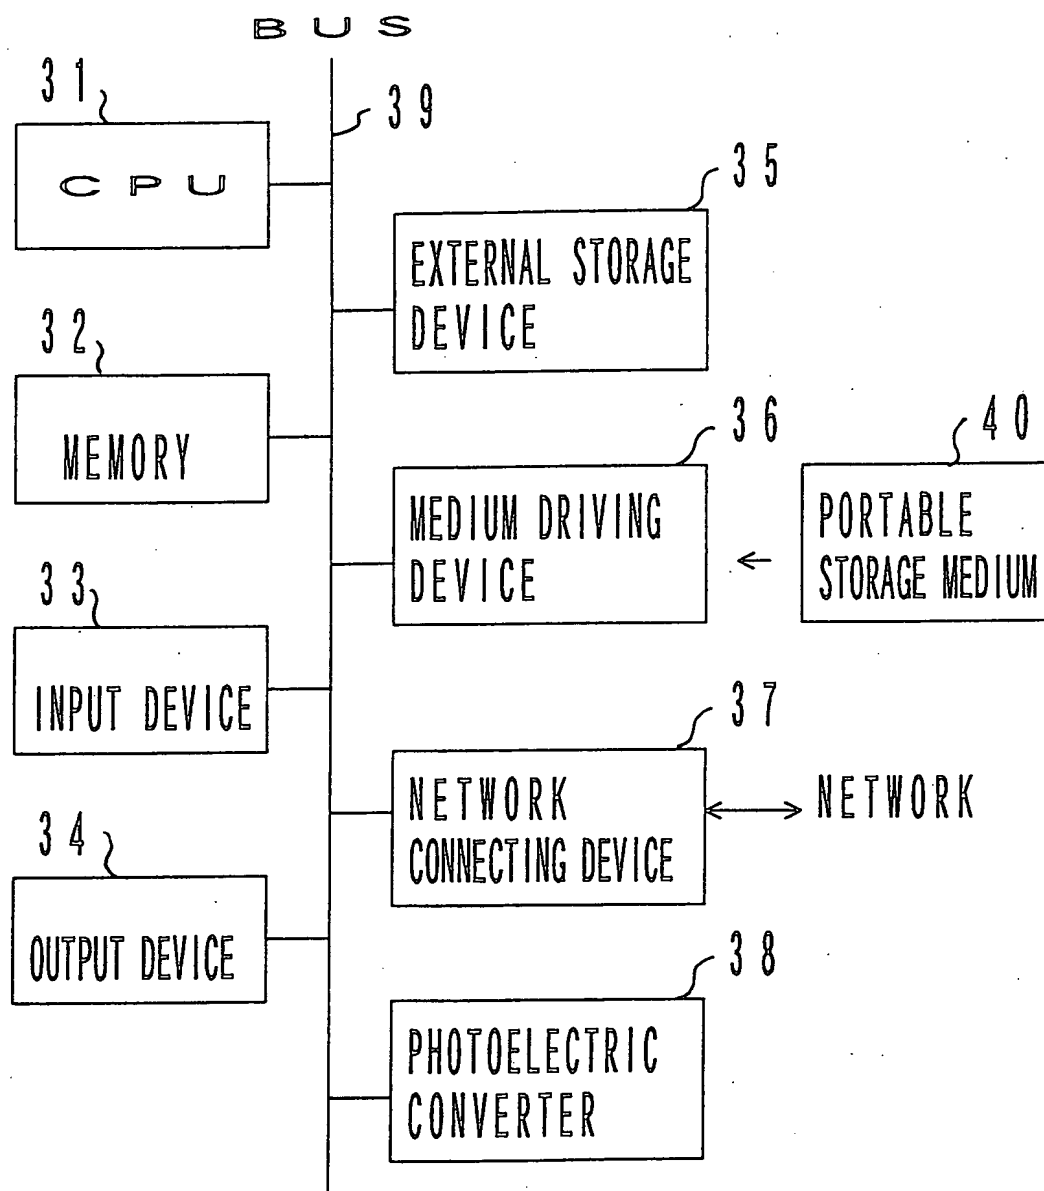 BUS
31
39
CPU
35
EXTERNAL STORAGE
DEVICE
32
MEMORY
36
MEDIUM DRIVING
DEVICE
40
PORTABLE
STORAGE MEDIUM
33
INPUT DEVICE
37
NETWORK
CONNECTING DEVICE
NETWORK
34
OUTPUT DEVICE
38
PHOTOELECTRIC
CONVERTER